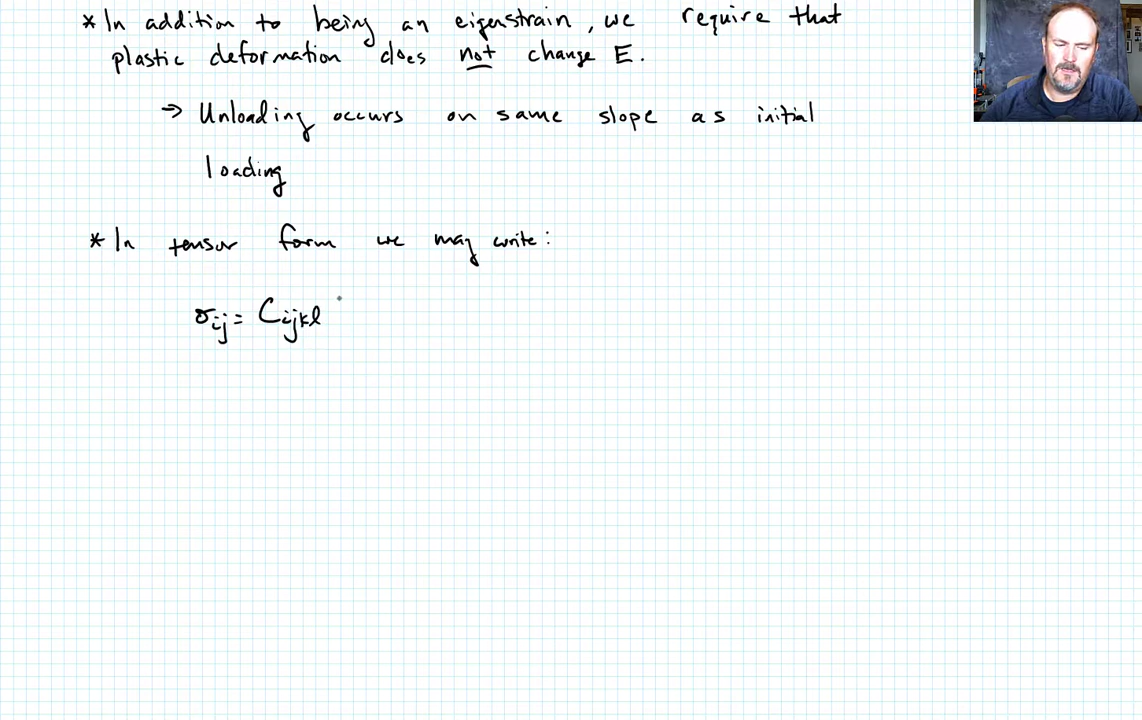 * In addition to being an eigenstrain, we require that
plastic deformation does not change E.
→ Unloading occurs on same slope as initial
loading
* In tensor form we may write:
σij = Cijkl